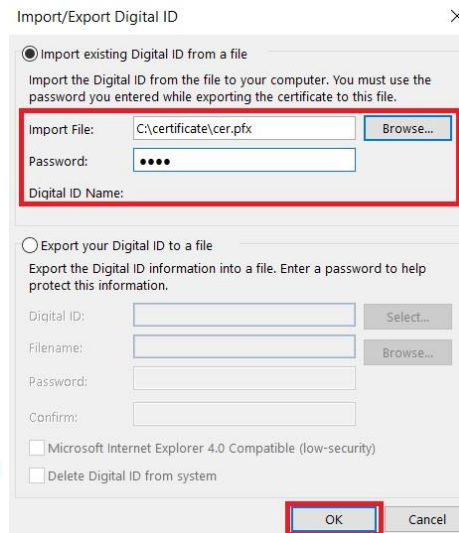 Import/Export Digital ID
Import existing Digital ID from a file
Import the Digital ID from the file to your computer. You must use the
password you entered while exporting the certificate to this file.
Import File: C:\certificate\cer.pfx Browse...
Password: ●●●●
Digital ID Name:
Export your Digital ID to a file
Export the Digital ID information into a file. Enter a password to help
protect this information.
Digital ID: Select...
Filename: Browse...
Password:
Confirm:
Microsoft Internet Explorer 4.0 Compatible (low-security)
Delete Digital ID from system
OK Cancel